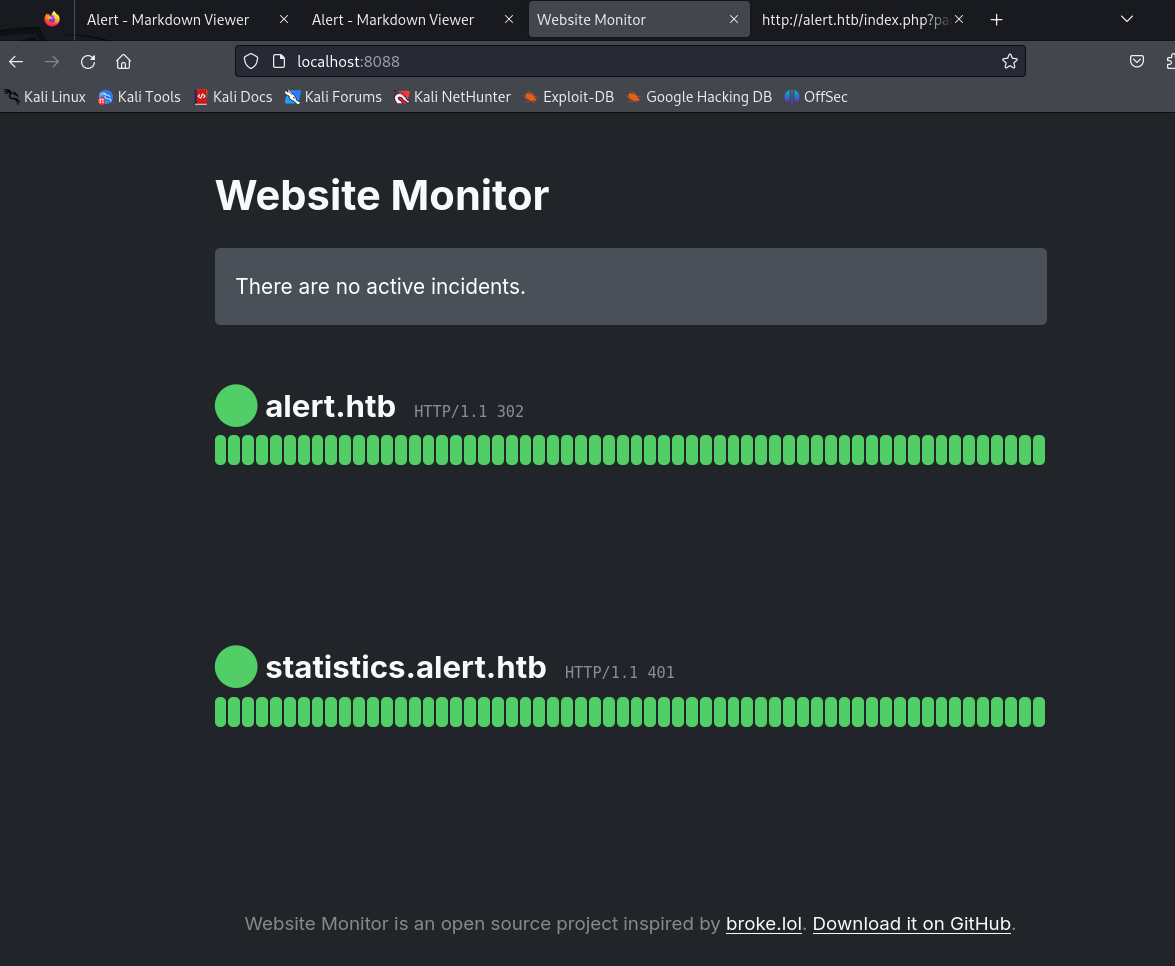 Alert - Markdown Viewer Alert - Markdown Viewer Website Monitor http://alert.htb/index.php?pa
localhost:8088
Kali Linux Kali Tools Kali Docs Kali Forums Kali NetHunter Exploit-DB Google Hacking DB OffSec
Website Monitor
There are no active incidents.
alert.htb HTTP/1.1 302
statistics.alert.htb HTTP/1.1 401
Website Monitor is an open source project inspired by broke.lol. Download it on GitHub.